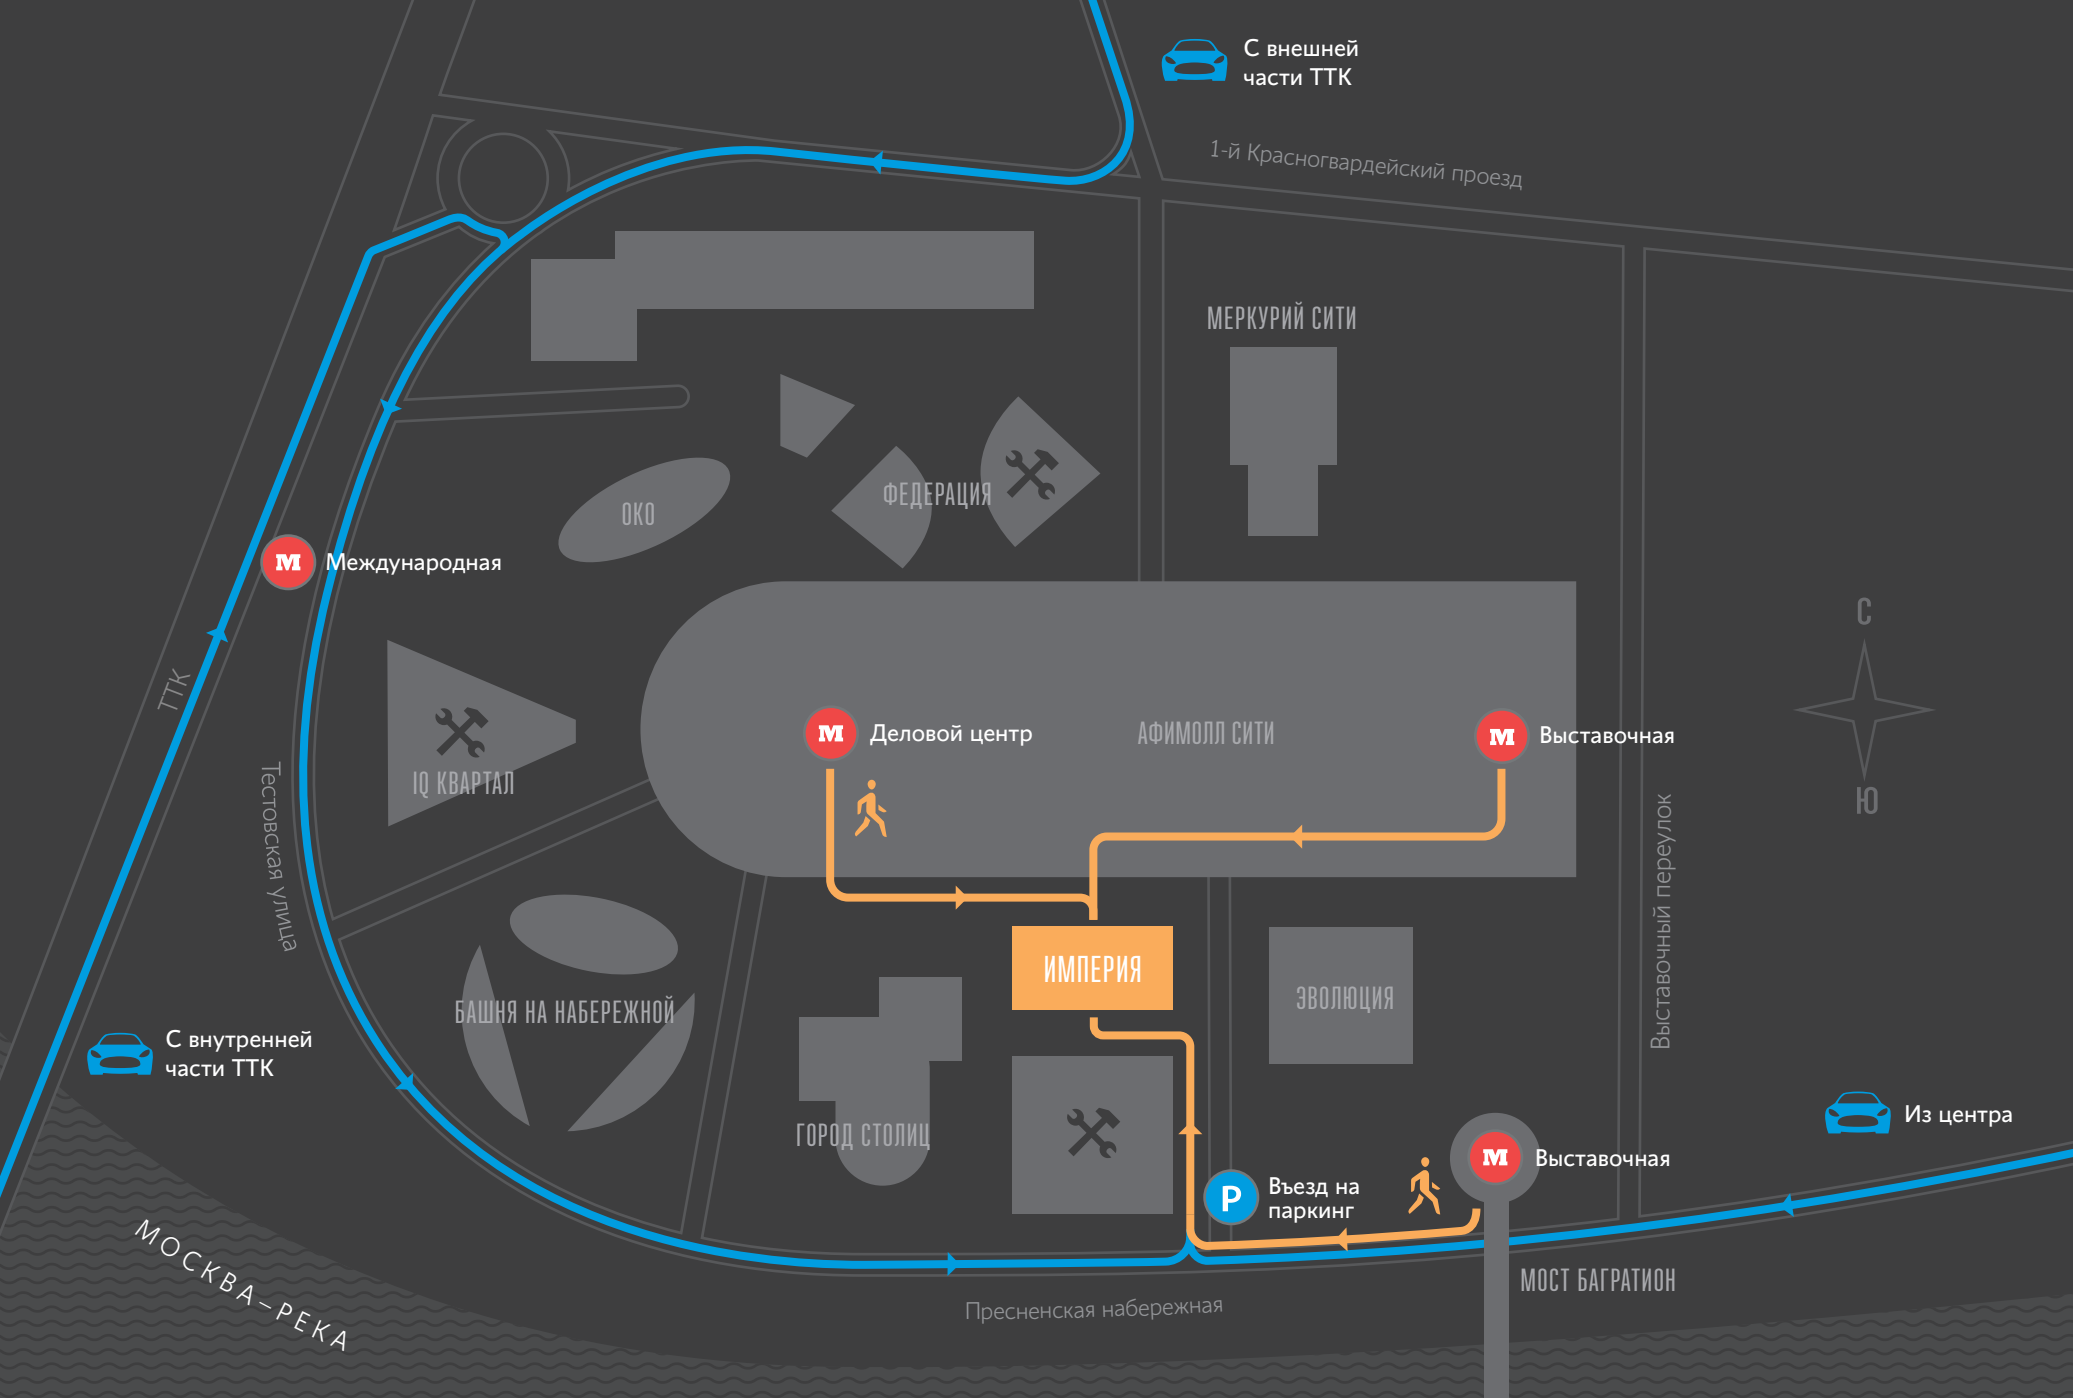 С внешней
части ТТК
1-й Красногвардейский проезд
МЕРКУРИЙ СИТИ
ФЕДЕРАЦИЯ
ОКО
М
Международная
С
ТТК
М
Деловой центр
АФИМОЛЛ СИТИ
М
Выставочная
IQ КВАРТАЛ
Ю
Тестовская улица
Выставочный переулок
ИМПЕРИЯ
ЭВОЛЮЦИЯ
БАШНЯ НА НАБЕРЕЖНОЙ
С внутренней
части ТТК
Из центра
ГОРОД СТОЛИЦ
М
Выставочная
P
Въезд на
паркинг
МОСКВА–РЕКА
МОСТ БАГРАТИОН
Пресненская набережная